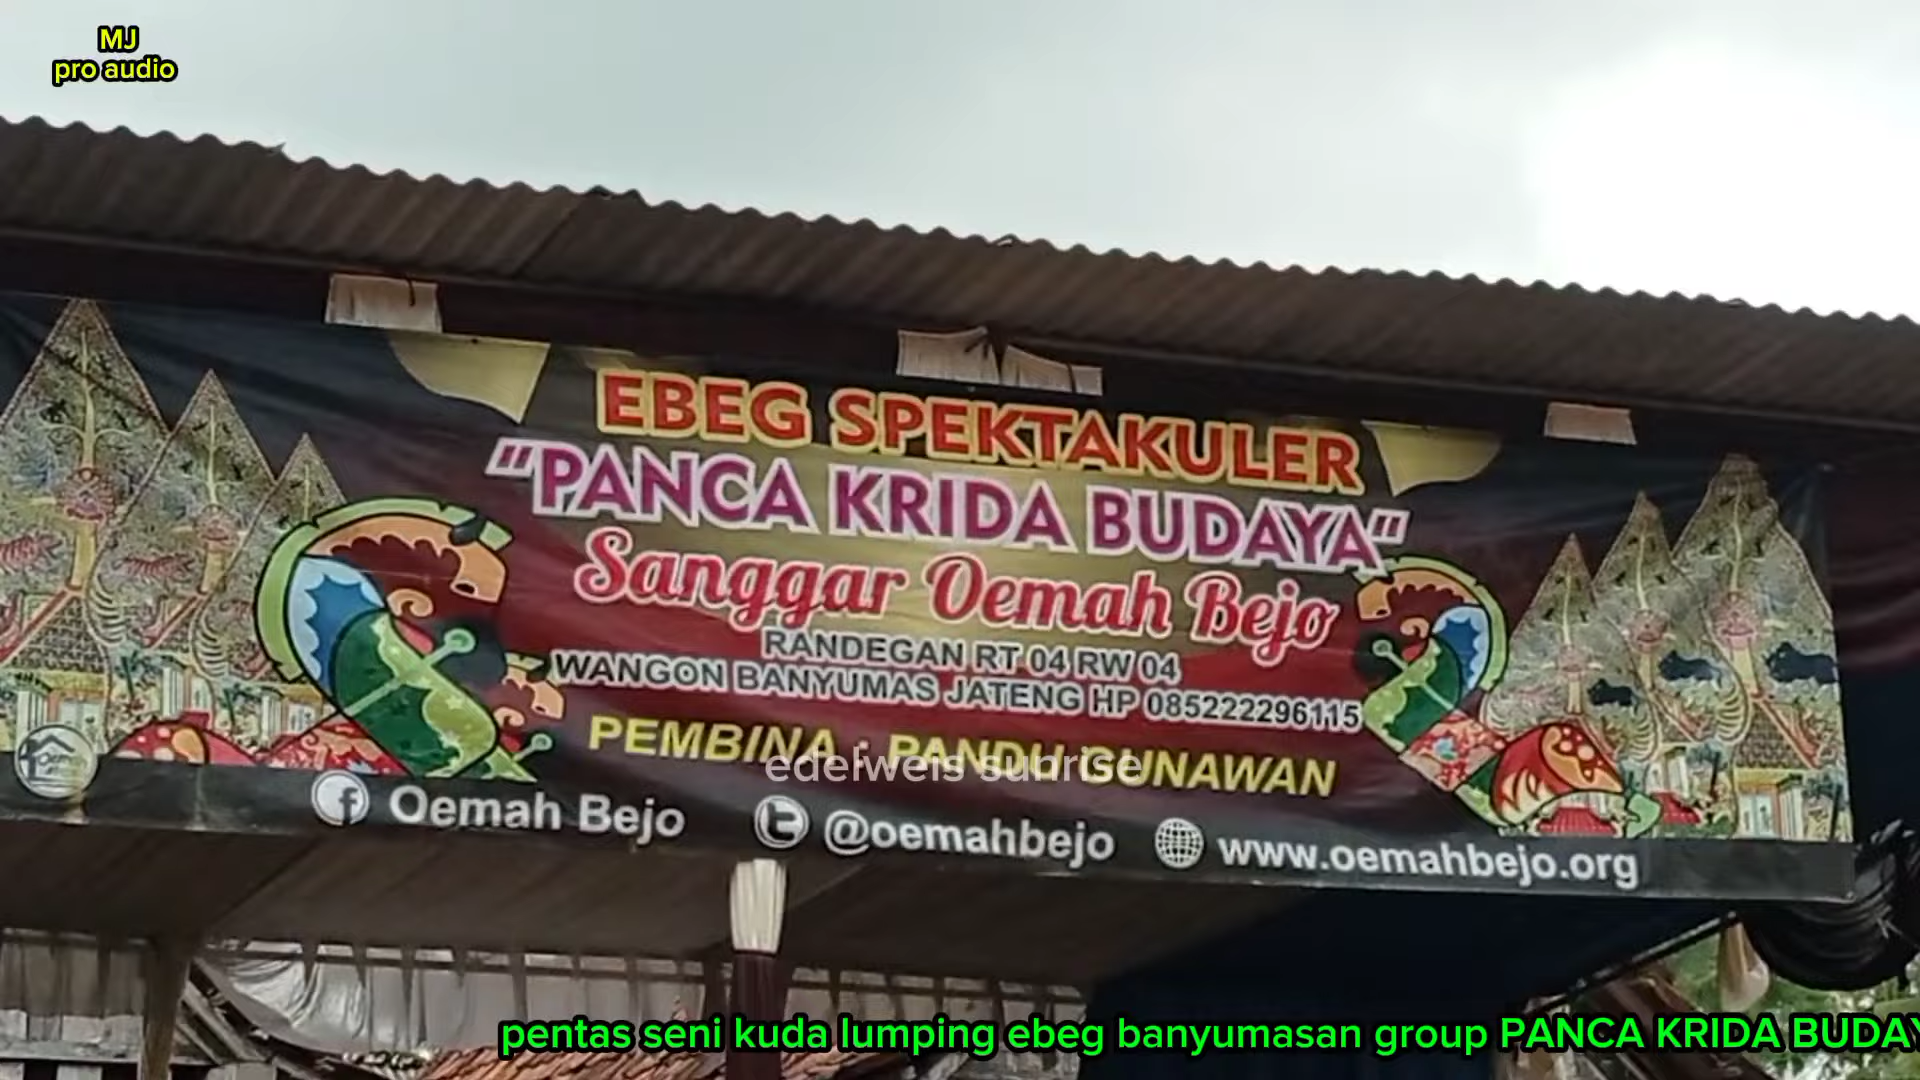 MJ
pro audio
EBEG SPEKTAKULER
"PANCA KRIDA BUDAYA"
Sanggar Oemah Bejo
RANDEGAN RT 04 RW 04
WANGON BANYUMAS JATENG HP 085222296115
PEMBINA : PANDU GUNAWAN
edelweis sunrise
Oemah Bejo @oemahbejo www.oemahbejo.org
pentas seni kuda lumping ebeg banyumasan group PANCA KRIDA BUDAY